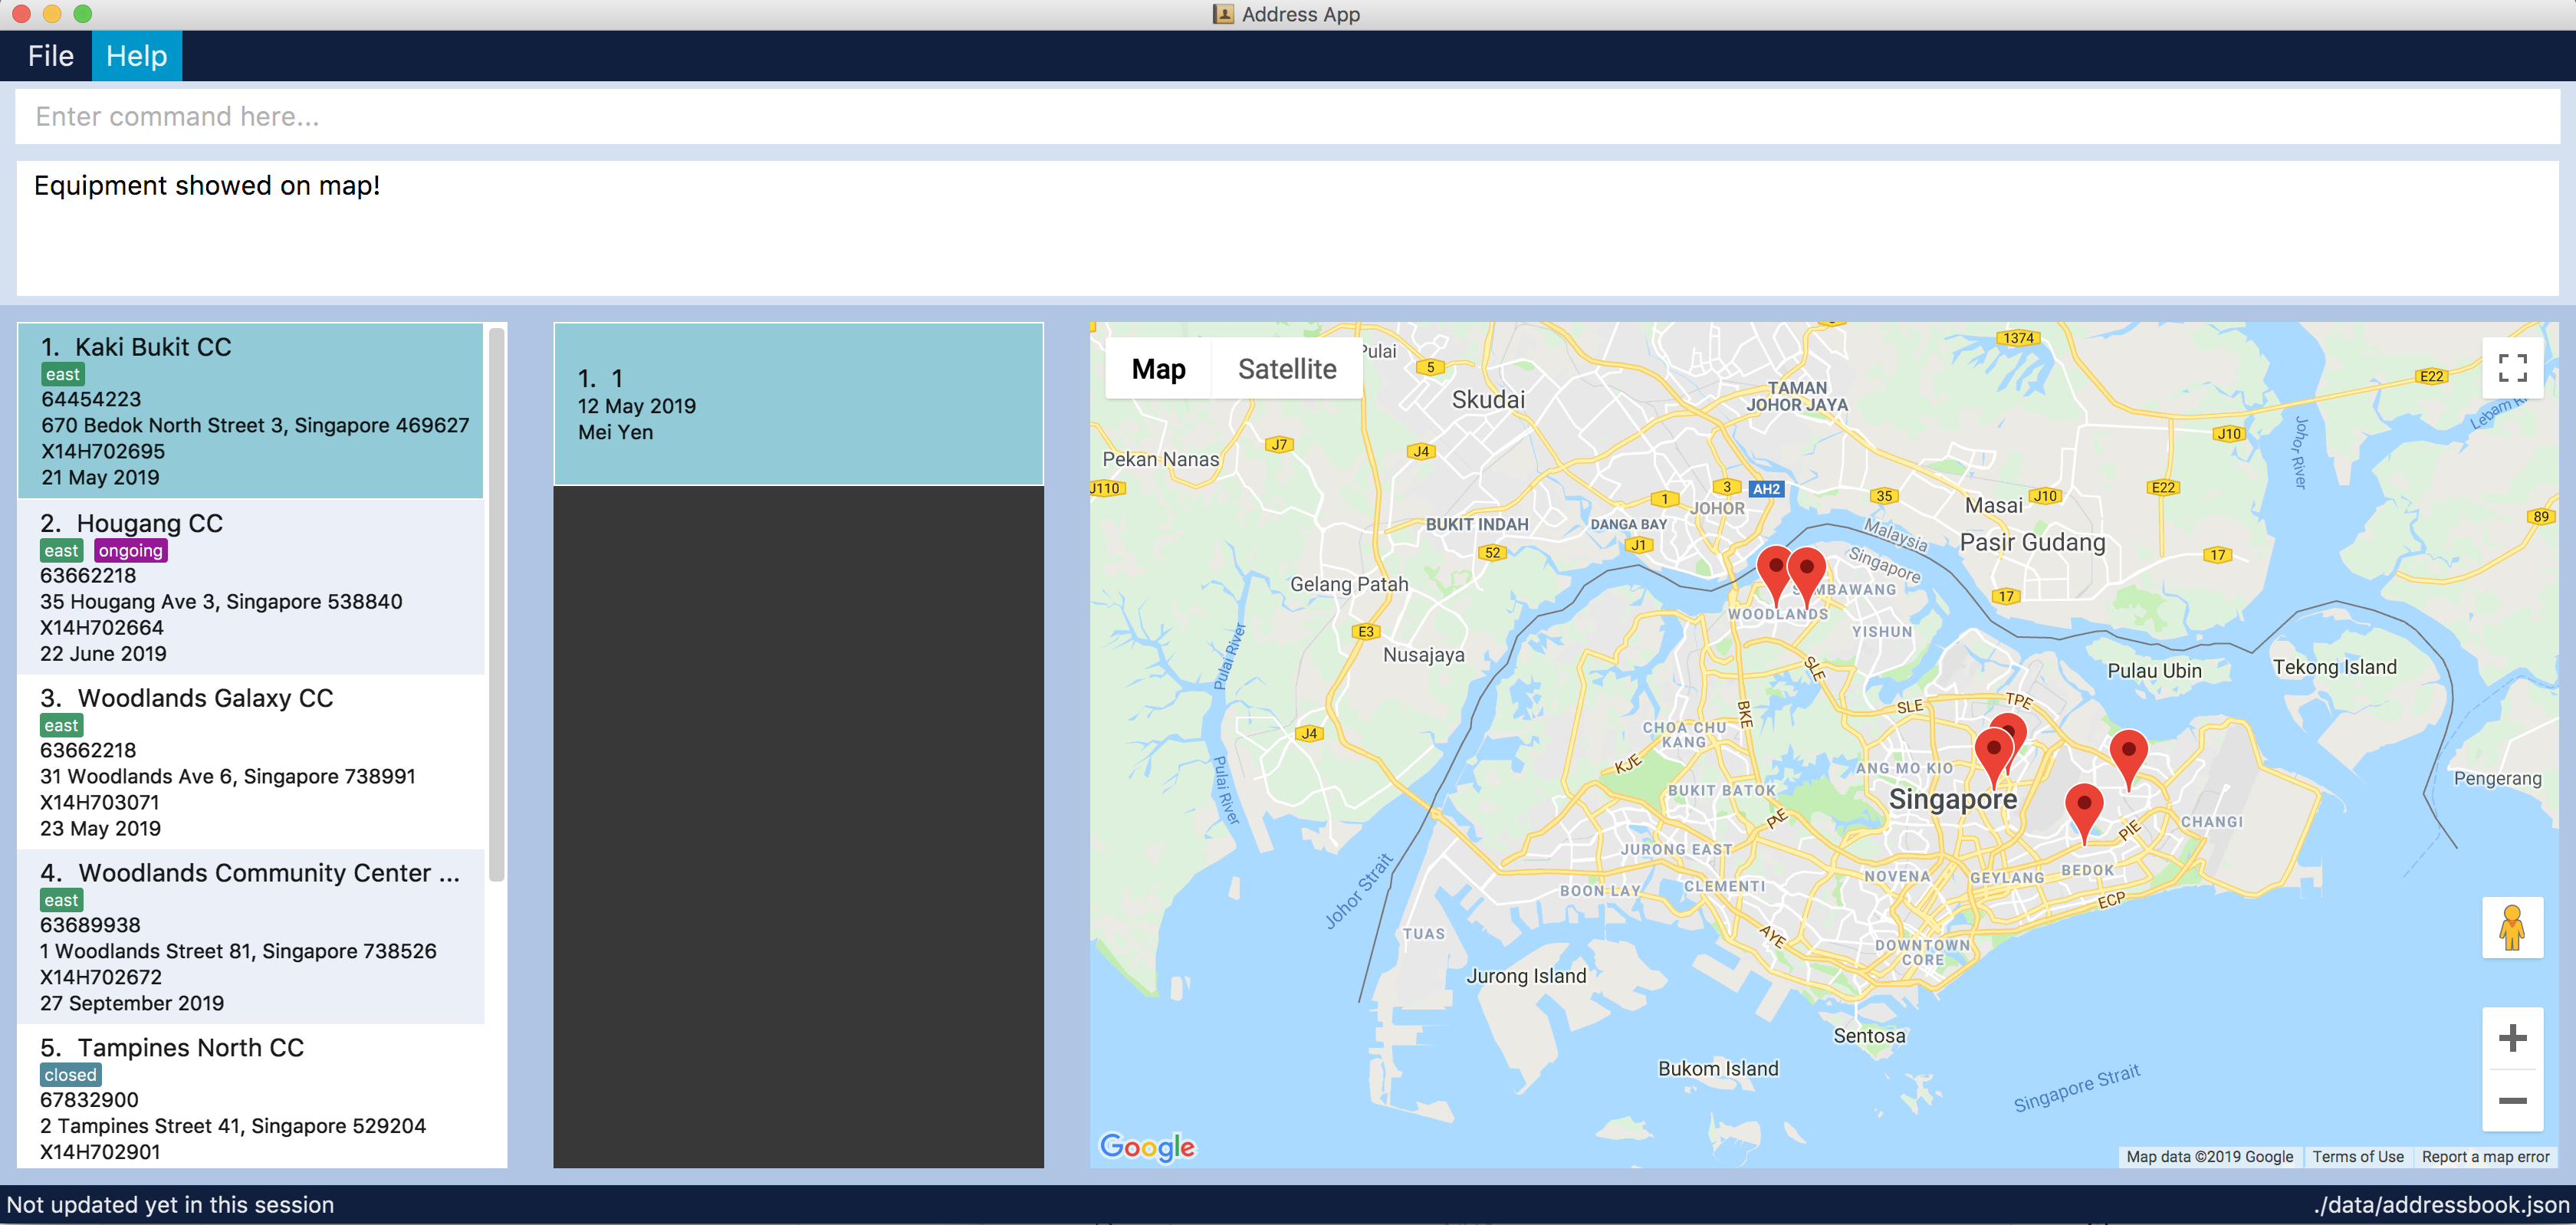 Address App
File Help
Enter command here...
Equipment showed on map!
1. Kaki Bukit CC
east
64454223
670 Bedok North Street 3, Singapore 469627
X14H702695
21 May 2019
2. Hougang CC
east ongoing
63662218
35 Hougang Ave 3, Singapore 538840
X14H702664
22 June 2019
3. Woodlands Galaxy CC
east
63662218
31 Woodlands Ave 6, Singapore 738991
X14H703071
23 May 2019
4. Woodlands Community Center ...
east
63689938
1 Woodlands Street 81, Singapore 738526
X14H702672
27 September 2019
5. Tampines North CC
closed
67832900
2 Tampines Street 41, Singapore 529204
X14H702901
1. 1
12 May 2019
Mei Yen
Map Satellite
Pulai
5
1374
E22
Skudai
TAMAN
JOHOR JAYA
Lebam
Johor River
J7
J4
J10
Pekan Nanas
J110
1
3
AH2
35
J10
E22
JOHOR
Masai
89
BUKIT INDAH
DANGA BAY
Malaysia
Singapore
Pasir Gudang
52
J1
17
Gelang Patah
WOODLANDS
17
E3
YISHUN
Nusajaya
Pulai River
SLE
Pulau Ubin
Tekong Island
J4
BKE
SLE
TPE
CHOA CHU
KANG
KJE
ANG MO KIO
Pengerang
Pulai River
BUKIT BATOK
Singapore
PIE
PIE
CHANGI
JURONG EAST
Johor Strait
BOON LAY
CLEMENTI
NOVENA
GEYLANG
BEDOK
ECP
TUAS
AYE
DOWNTOWN
CORE
Jurong Island
Sentosa
Bukom Island
Singapore Strait
Google
Map data ©2019 Google Terms of Use Report a map error
Not updated yet in this session
./data/addressbook.json